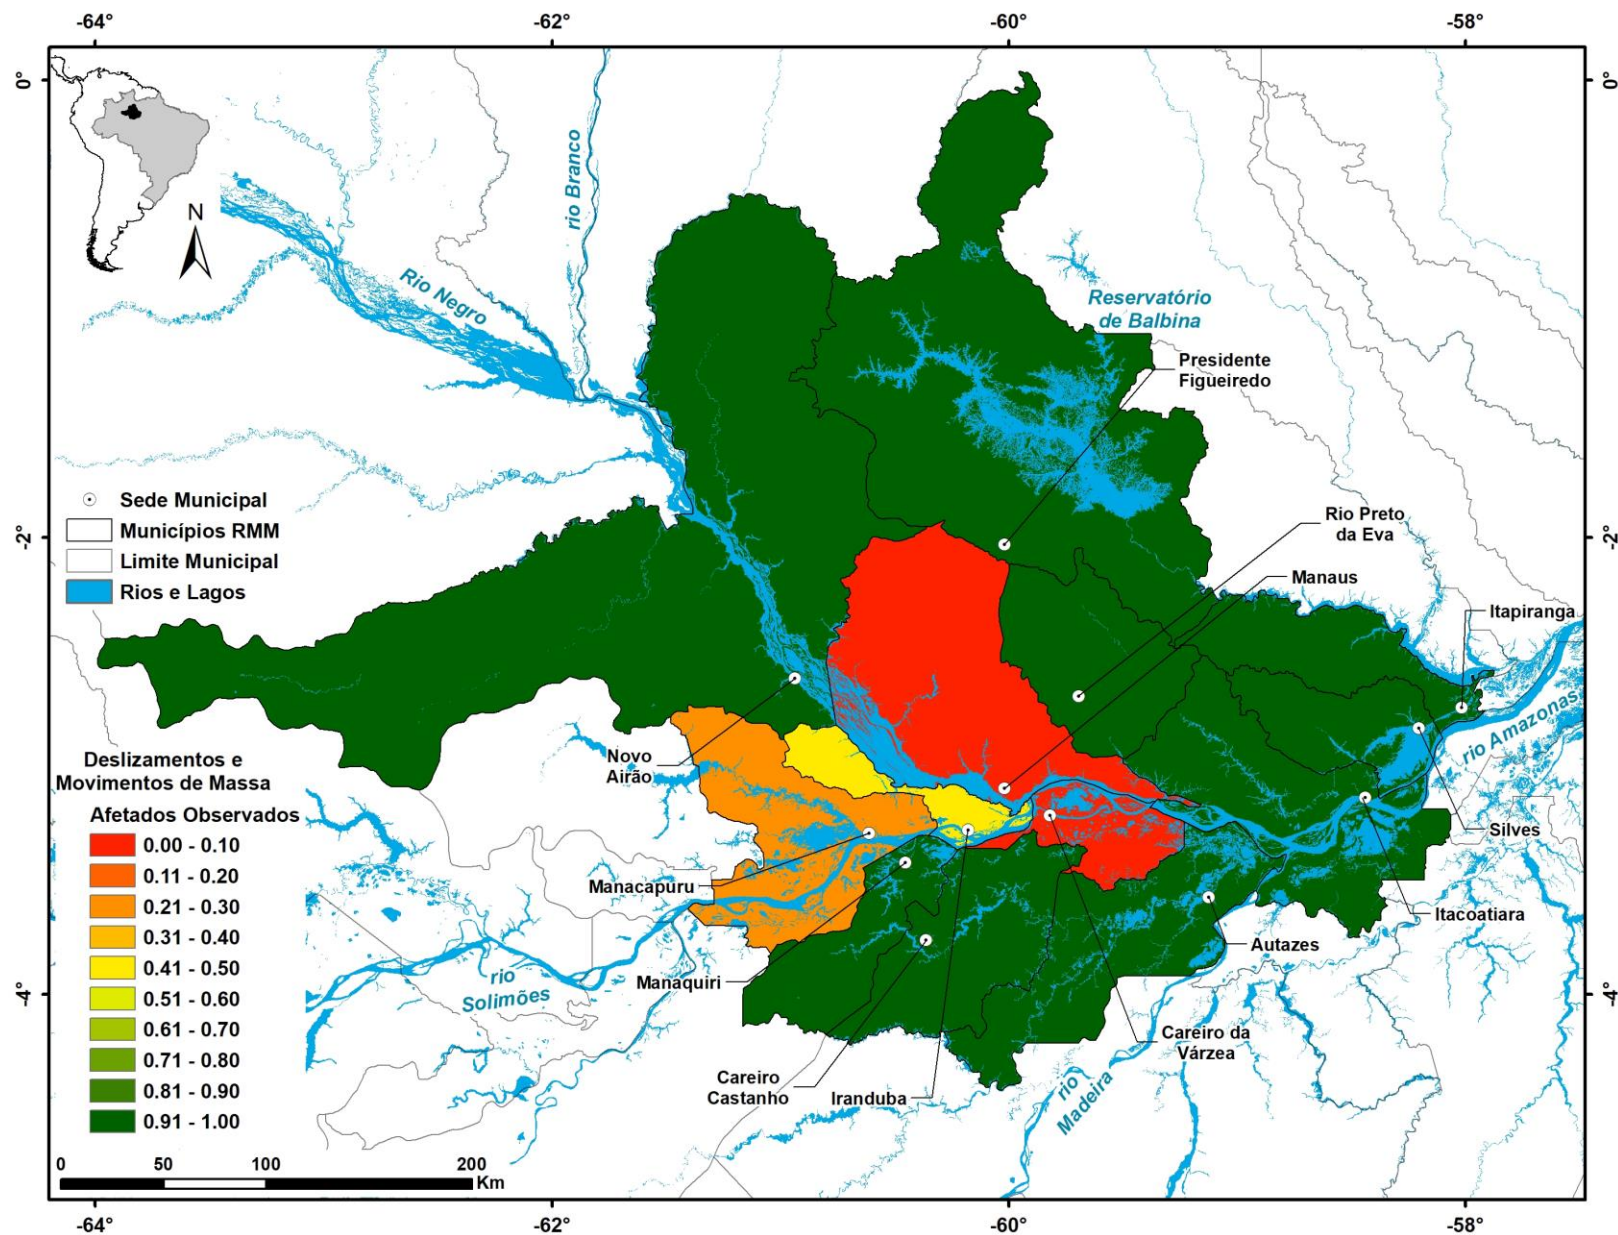 -64°
-62°
-60°
-58°
0°
0°
N
rio Branco
Rio Negro
Reservatório
de Balbina
Presidente
Figueiredo
Sede Municipal
Municípios RMM
Limite Municipal
Rios e Lagos
-2°
-2°
Rio Preto
da Eva
Manaus
Itapiranga
rio Amazonas
Novo
Airão
Deslizamentos e
Movimentos de Massa
Afetados Observados
0.00 - 0.10
0.11 - 0.20
0.21 - 0.30
0.31 - 0.40
0.41 - 0.50
0.51 - 0.60
0.61 - 0.70
0.71 - 0.80
0.81 - 0.90
0.91 - 1.00
Silves
Manacapuru
Itacoatiara
Autazes
Manaquiri
rio
Solimões
-4°
-4°
Careiro da
Várzea
Careiro
Castanho
Iranduba
rio
Madeira
0
50
100
200
Km
-64°
-62°
-60°
-58°